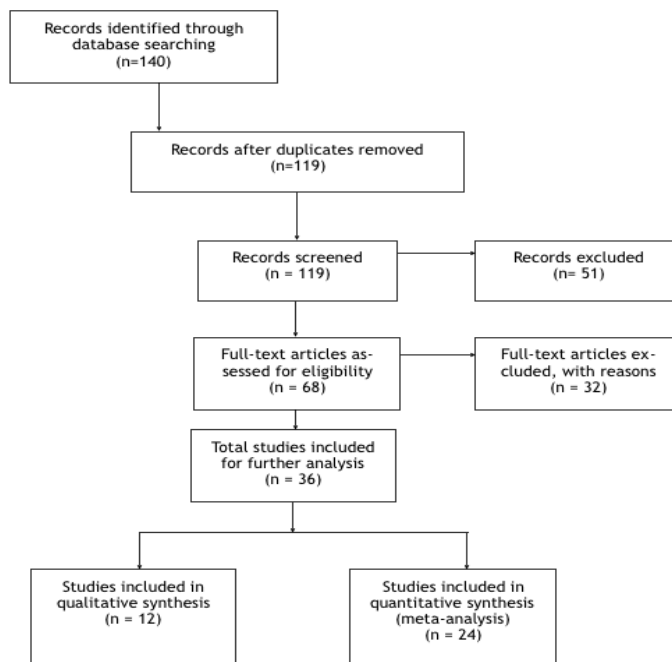 Records identified through
database searching
(n=140)
Records after duplicates removed
(n=119)
Records screened
(n = 119)
Records excluded
(n= 51)
Full-text articles as-
sessed for eligibility
(n = 68)
Full-text articles ex-
cluded, with reasons
(n = 32)
Total studies included
for further analysis
(n = 36)
Studies included in
qualitative synthesis
(n = 12)
Studies included in
quantitative synthesis
(meta-analysis)
(n = 24)